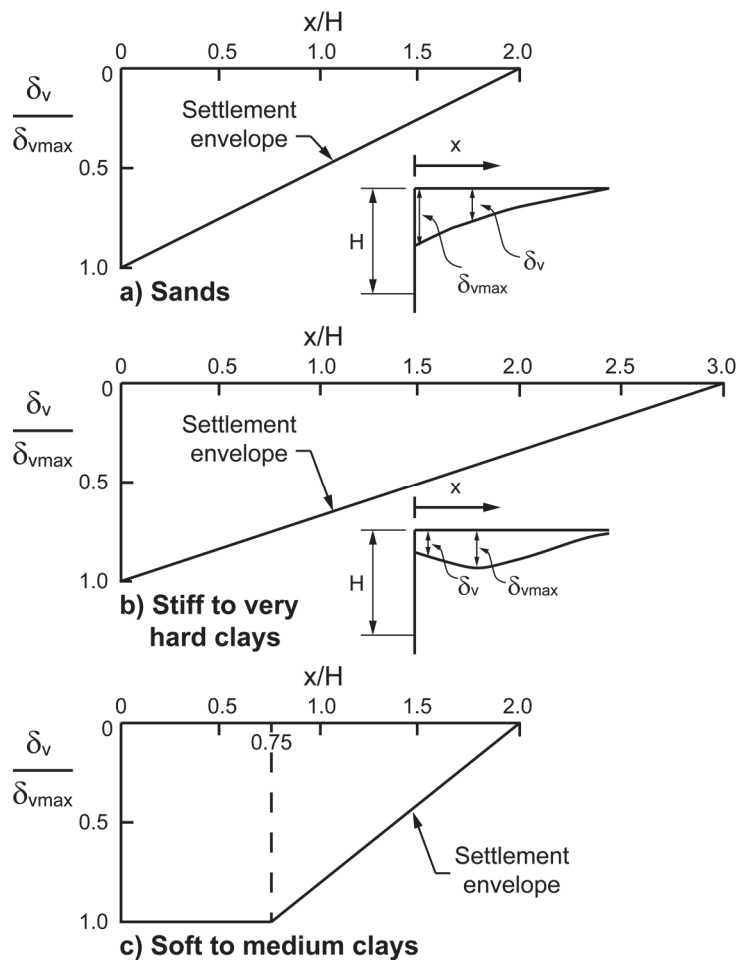 x/H
0 0.5 1.0 1.5 2.0
0
δv
δvmax
Settlement
envelope
0.5
x
H
δv
δvmax
1.0
a) Sands
x/H
0 0.5 1.0 1.5 2.0 2.5 3.0
0
δv
δvmax
Settlement
envelope
0.5
x
H
δv
δvmax
1.0
b) Stiff to very
hard clays
x/H
0 0.5 1.0 1.5 2.0
0
0.75
δv
δvmax
0.5
Settlement
envelope
1.0
c) Soft to medium clays